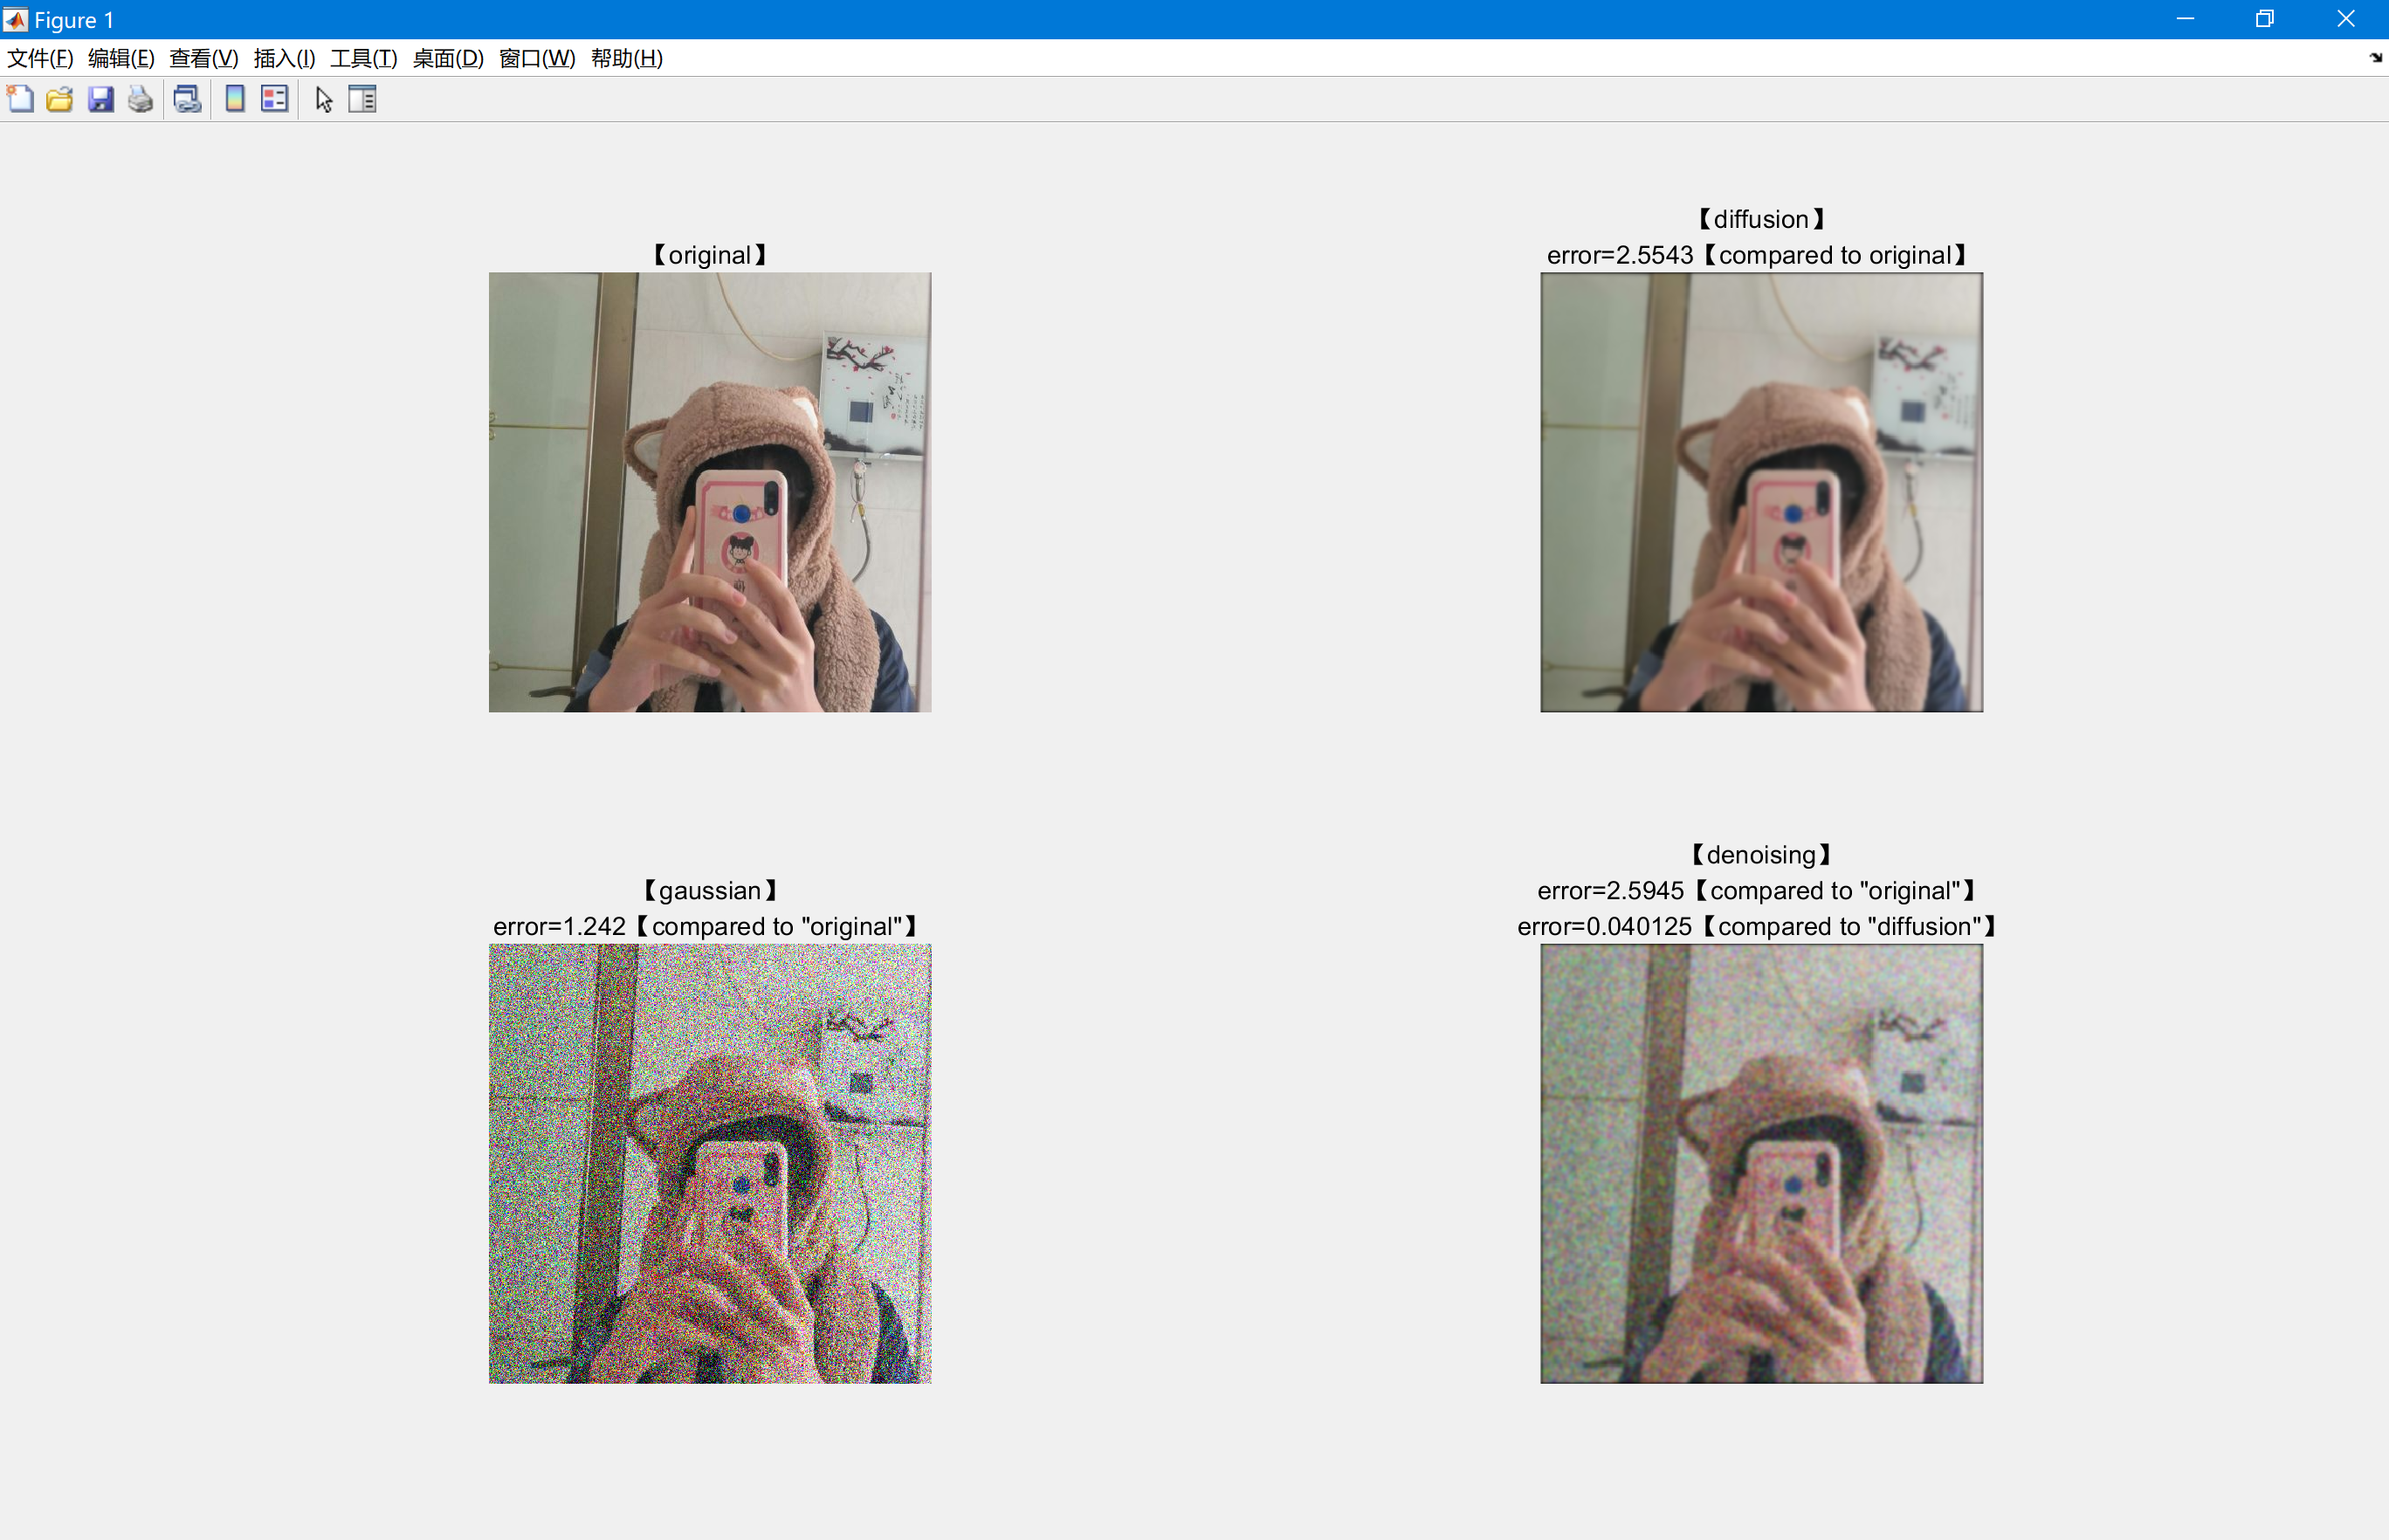 Figure 1
文件(F) 编辑(E) 查看(V) 插入(I) 工具(T) 桌面(D) 窗口(W) 帮助(H)
【original】
【diffusion】
error=2.5543【compared to original】
【gaussian】
error=1.242【compared to "original"】
【denoising】
error=2.5945【compared to "original"】
error=0.040125【compared to "diffusion"】